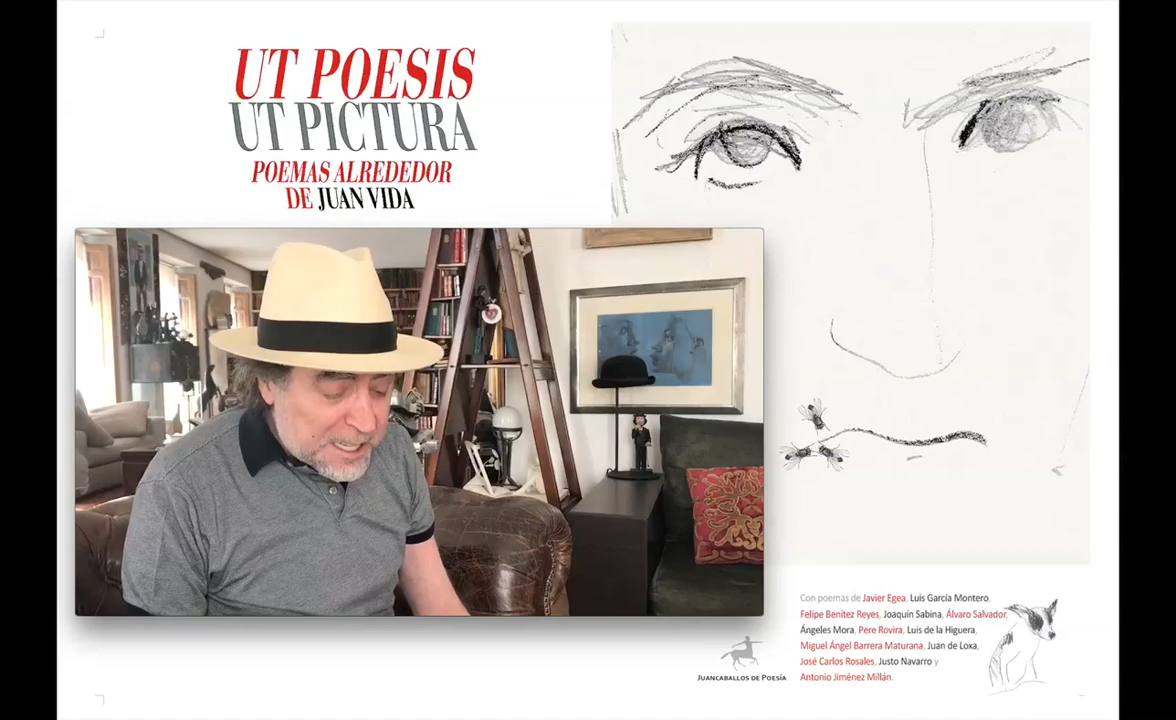 UT POESIS
UT PICTURA
POEMAS ALREDEDOR
DE JUAN VIDA
Con poemas de Javier Egea, Luis García Montero,
Felipe Benítez Reyes, Joaquín Sabina, Álvaro Salvador,
Ángeles Mora, Pere Rovira, Luis de la Higuera,
Miguel Ángel Barrera Maturana, Juan de Loxa,
José Carlos Rosales, Justo Navarro y
Antonio Jiménez Millán.
JUANCABALLOS DE POESÍA